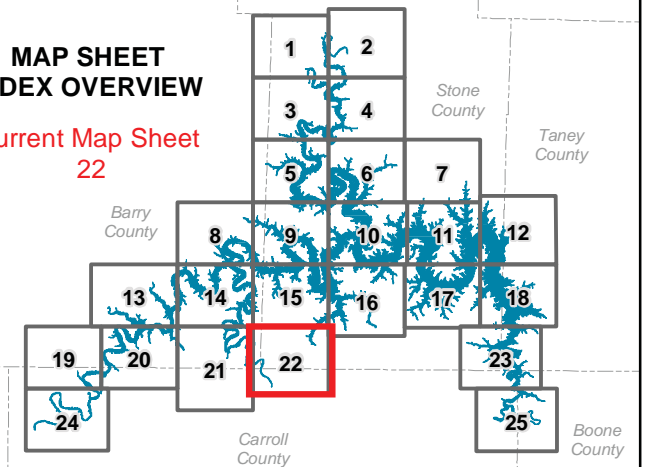 MAP SHEET
DEX OVERVIEW
urrent Map Sheet
22
1
2
3
4
Stone
County
Taney
County
5
6
7
Barry
County
8
9
10
11
12
13
14
15
16
17
18
19
20
21
22
23
24
25
Carroll
County
Boone
County